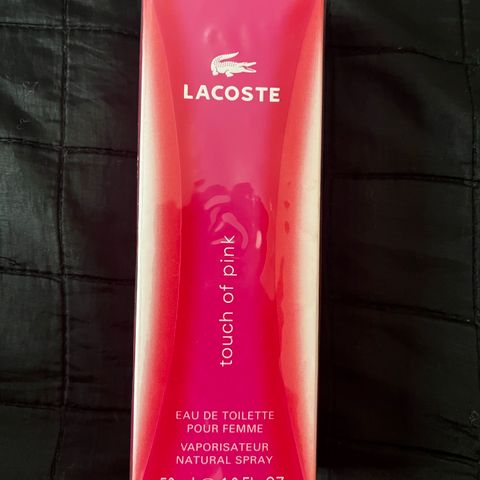 LACOSTE
touch of pink
EAU DE TOILETTE
POUR FEMME
VAPORISATEUR
NATURAL SPRAY